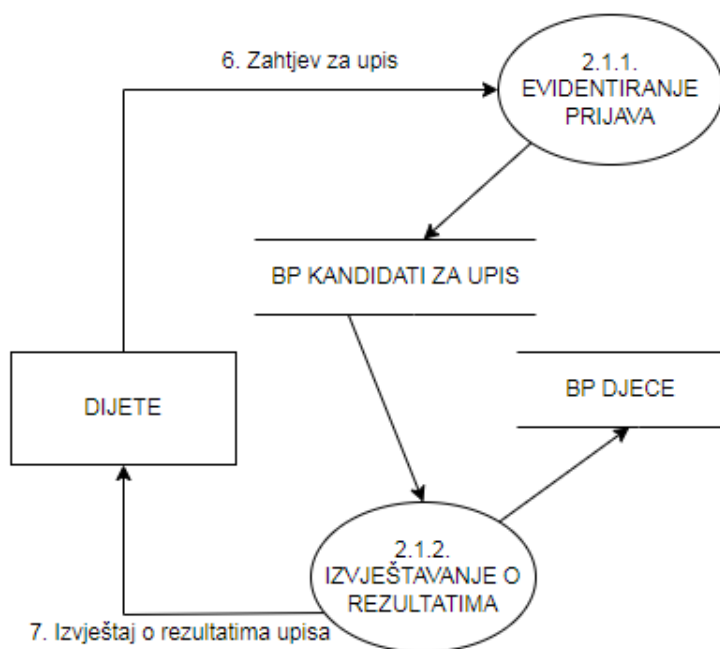 6. Zahtjev za upis
2.1.1.
EVIDENTIRANJE
PRIJAVA
BP KANDIDATI ZA UPIS
DIJETE
BP DJECE
2.1.2.
IZVJEŠTAVANJE O
REZULTATIMA
7. Izvještaj o rezultatima upisa